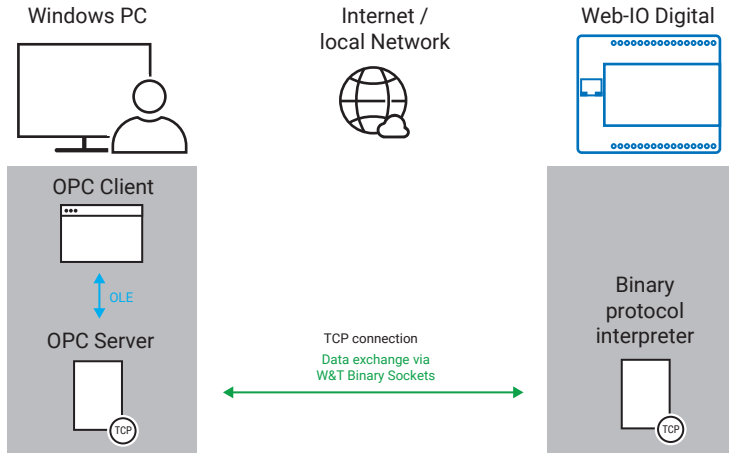 Windows PC
Internet /
local Network
Web-IO Digital
OPC Client
OLE
OPC Server
TCP
TCP connection
Data exchange via
W&T Binary Sockets
Binary
protocol
interpreter
TCP